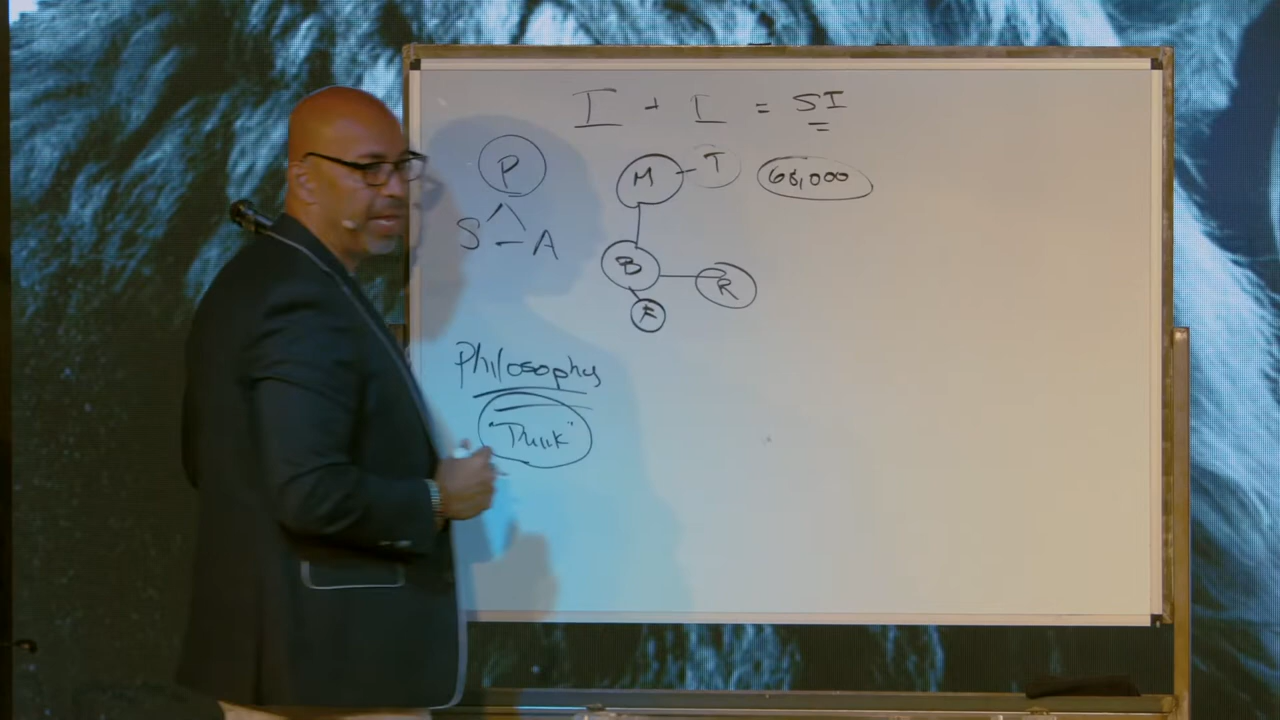 I + I = SI
P
S - A
M - T
68,000
B
R
F
Philosophy
"Think"